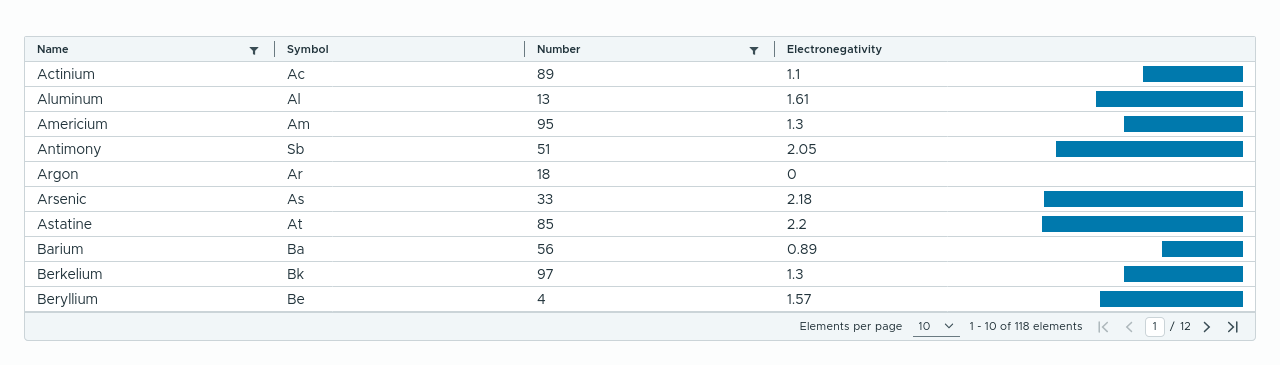 Name Symbol Number Electronegativity
Actinium Ac 89 1.1
Aluminum Al 13 1.61
Americium Am 95 1.3
Antimony Sb 51 2.05
Argon Ar 18 0
Arsenic As 33 2.18
Astatine At 85 2.2
Barium Ba 56 0.89
Berkelium Bk 97 1.3
Beryllium Be 4 1.57
Elements per page 10 1 - 10 of 118 elements 1 / 12